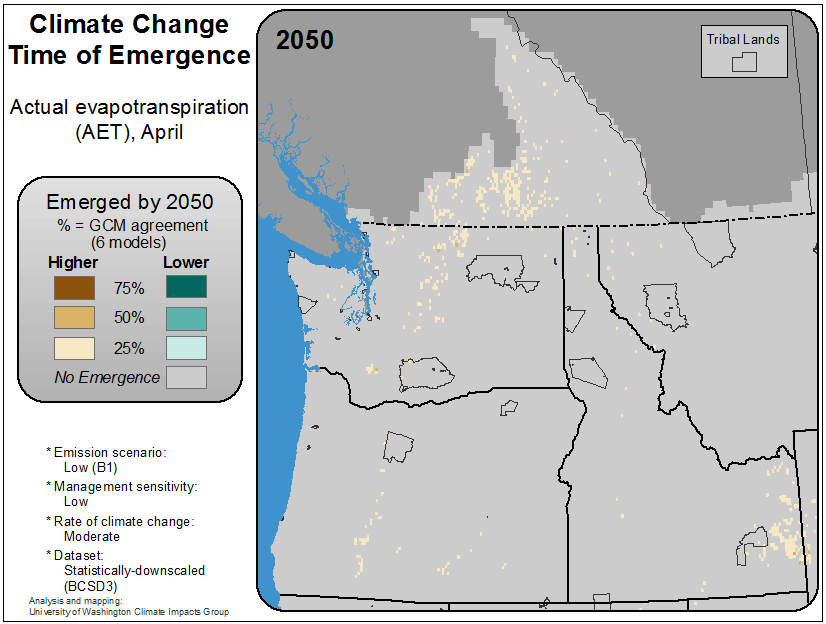 Climate Change
Time of Emergence
Actual evapotranspiration
(AET), April
Emerged by 2050
% = GCM agreement
(6 models)
Higher
Lower
75%
50%
25%
No Emergence
* Emission scenario:
Low (B1)
* Management sensitivity:
Low
* Rate of climate change:
Moderate
* Dataset:
Statistically-downscaled
(BCSD3)
Analysis and mapping:
University of Washington Climate Impacts Group
2050
Tribal Lands